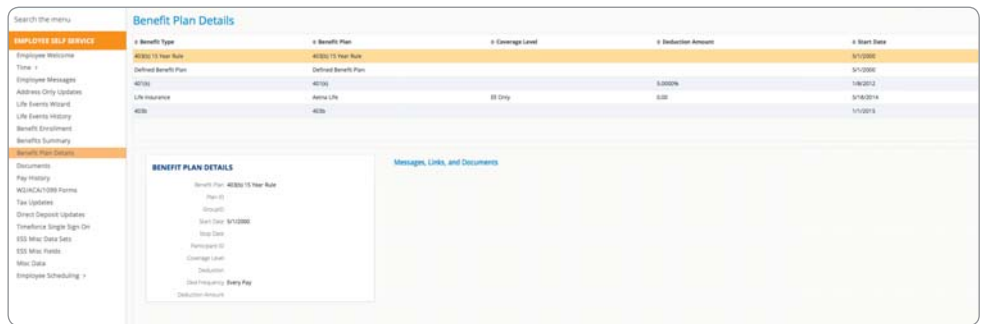 Search the menu
Benefit Plan Details
EMPLOYEE SELF SERVICE
Benefit Type Benefit Plan Coverage Level Deduction Amount Start Date
403(b) 15 Year Rule 403(b) 15 Year Rule 5/1/2000
Defined Benefit Plan Defined Benefit Plan 5/1/2000
401(k) 401(k) 5.0000% 1/8/2012
Life Insurance Aetna Life EE Only 0.00 5/18/2014
403b 403b 1/1/2015
Employee Welcome
Time
Employee Messages
Address Only Updates
Life Events Wizard
Life Events History
Benefit Enrollment
Benefits Summary
Benefit Plan Details
Documents
Pay History
W2/ACA/1099 Forms
Tax Updates
Direct Deposit Updates
Timeforce Single Sign On
ESS Misc Data Sets
ESS Misc Fields
Misc Data
Employee Scheduling
BENEFIT PLAN DETAILS
Benefit Plan 403(b) 15 Year Rule
Plan ID
GroupID
Start Date 5/1/2000
Stop Date
Participant ID
Coverage Level
Deduction
Ded Frequency Every Pay
Deduction Amount
Messages, Links, and Documents